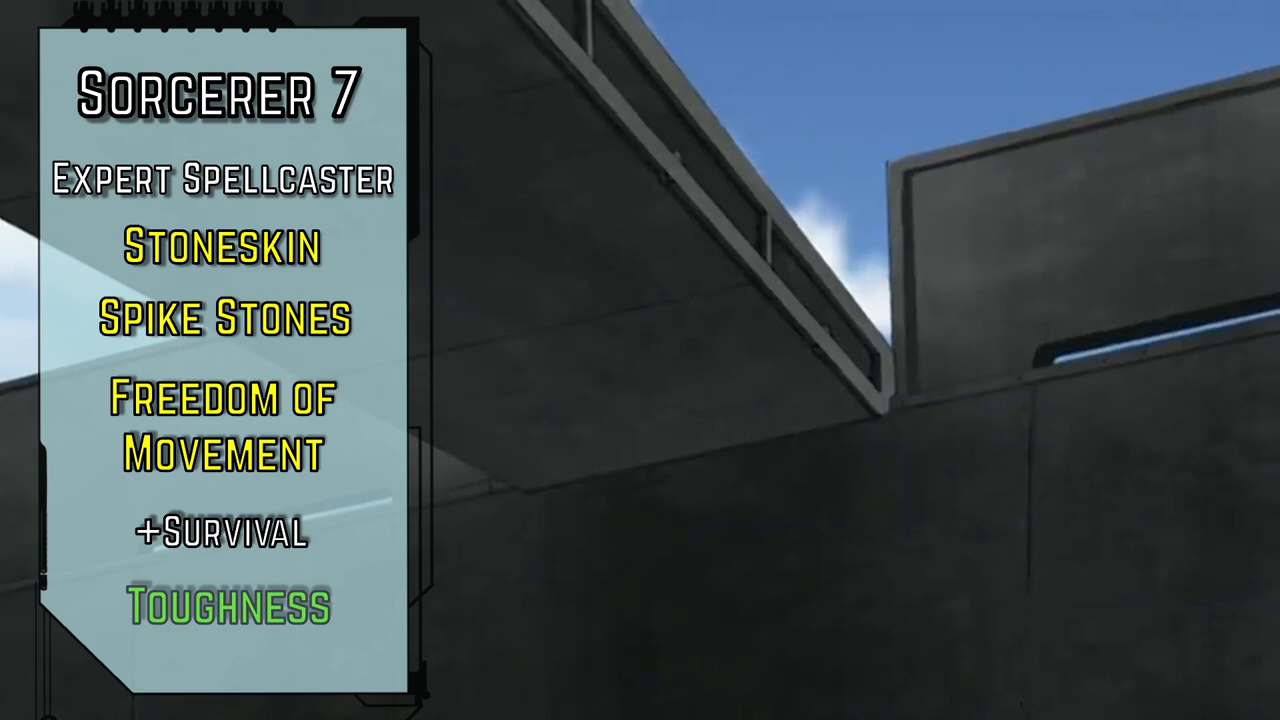 Sorcerer 7
Expert Spellcaster
Stoneskin
Spike Stones
Freedom of
Movement
+Survival
Toughness